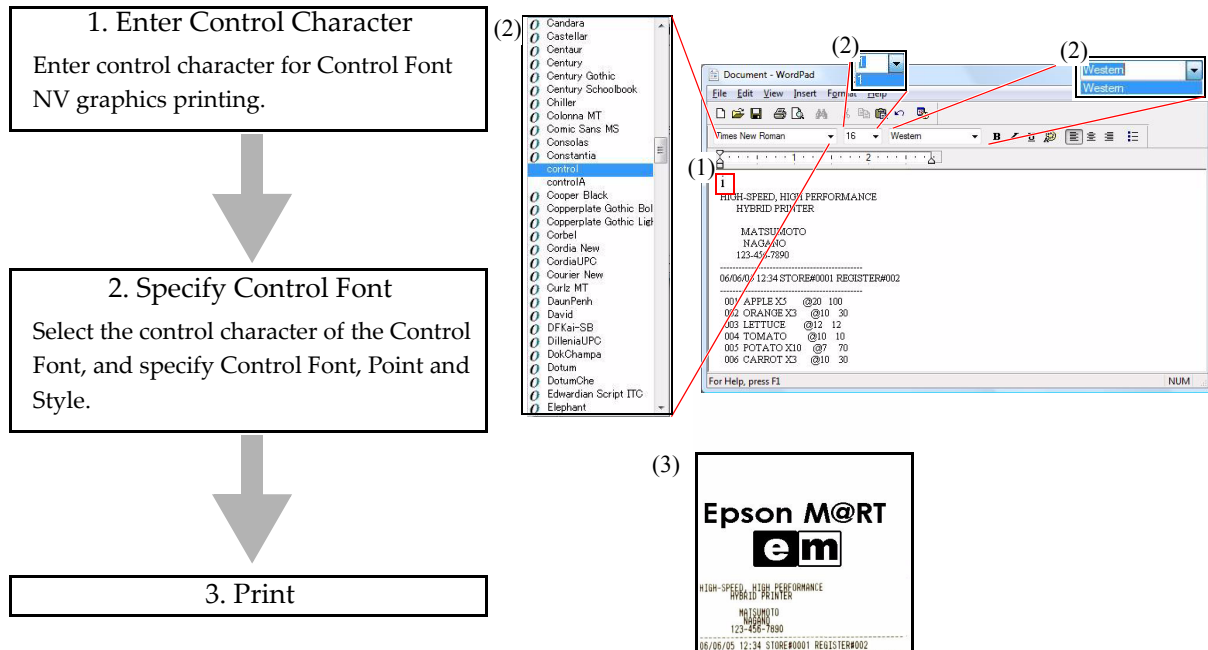 1. Enter Control Character
Enter control character for Control Font
NV graphics printing.
2. Specify Control Font
Select the control character of the Control
Font, and specify Control Font, Point and
Style.
3. Print
(2)
Candara
Castellar
Centaur
Century
Century Gothic
Century Schoolbook
Chiller
Colonna MT
Comic Sans MS
Consolas
Constantia
control
controlA
Cooper Black
Copperplate Gothic Bol
Copperplate Gothic Ligh
Corbel
Cordia New
CordiaUPC
Courier New
Curlz MT
DaunPenh
David
DFKai-SB
DilleniaUPC
DokChampa
Dotum
DotumChe
Edwardian Script ITC
Elephant
(2)
1
1
(2)
Western
Western
Document - WordPad
File Edit View Insert Format Help
Times New Roman 16 Western B I U
1 2
(1)
1
HIGH-SPEED, HIGH PERFORMANCE
HYBRID PRINTER
MATSUMOTO
NAGANO
123-456-7890
------------------------------------------------
06/06/05 12:34 STORE#0001 REGISTER#002
------------------------------------------------
001 APPLE X5 @20 100
002 ORANGE X3 @10 30
003 LETTUCE @12 12
004 TOMATO @10 10
005 POTATO X10 @7 70
006 CARROT X3 @10 30
For Help, press F1 NUM
(3)
Epson M@RT
em
HIGH-SPEED, HIGH PERFORMANCE
HYBRID PRINTER
MATSUMOTO
NAGANO
123-456-7890
------------------------------------------------
06/06/05 12:34 STORE#0001 REGISTER#002